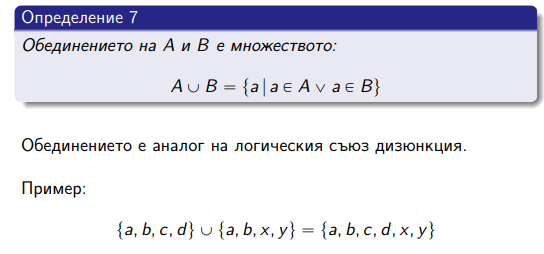 Определение 7
Обединението на A и B е множеството:
A ∪ B = {a | a ∈ A ∨ a ∈ B}
Обединението е аналог на логическия съюз дизюнкция.
Пример:
{a, b, c, d} ∪ {a, b, x, y} = {a, b, c, d, x, y}